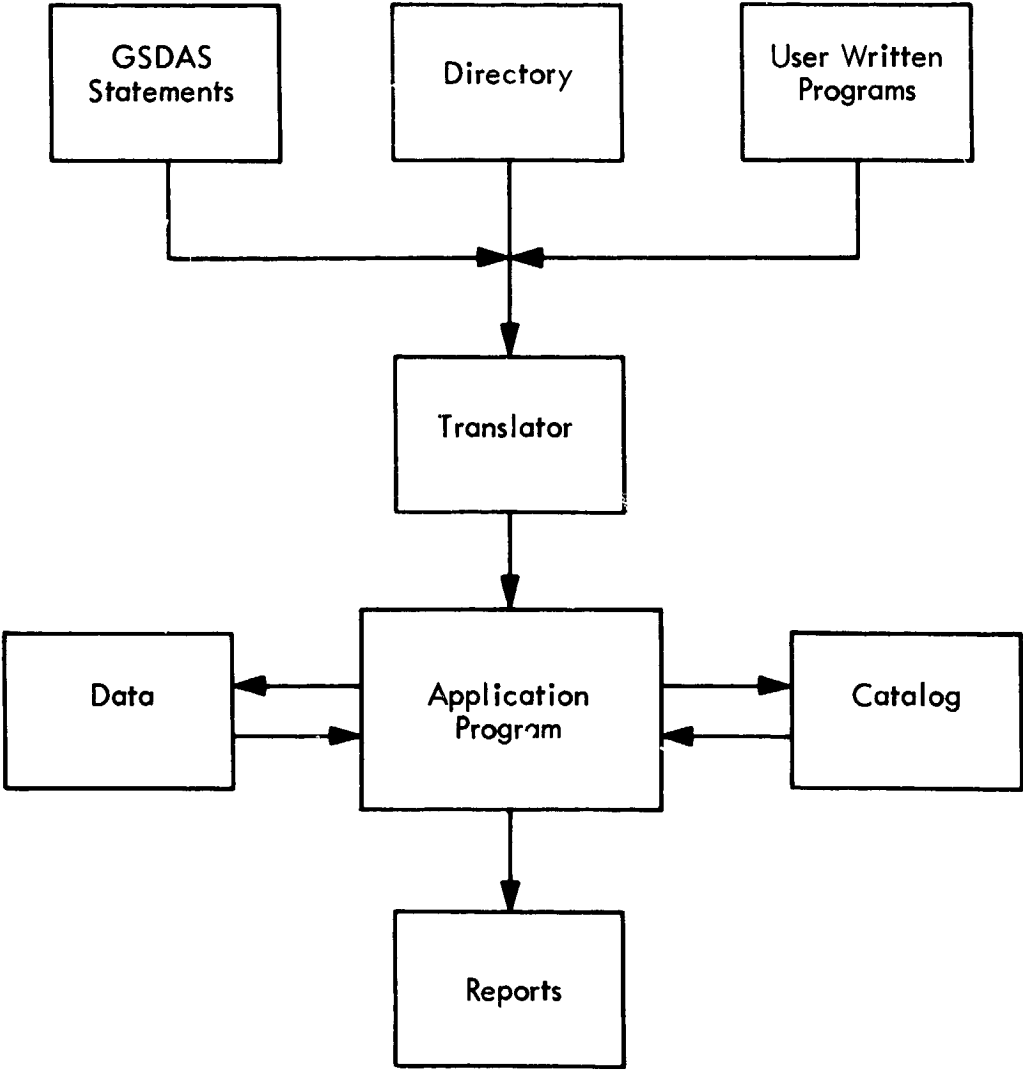 GSDAS
Statements
Directory
User Written
Programs
Translator
Data
Application
Program
Catalog
Reports